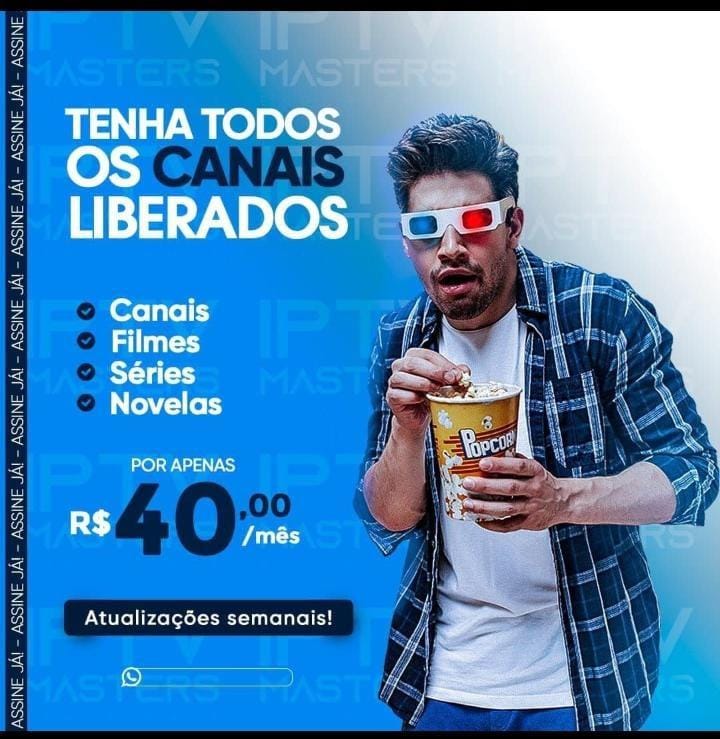 ASSINE JÁ! - ASSINE JÁ! - ASSINE JÁ! - ASSINE JÁ! - ASSINE JÁ! - ASSINE JÁ! - ASSINE
IPTV
MASTERS
TENHA TODOS
OS CANAIS
LIBERADOS
Canais
Filmes
Séries
Novelas
POPCORN
POR APENAS
R$ 40,00
/mês
Atualizações semanais!